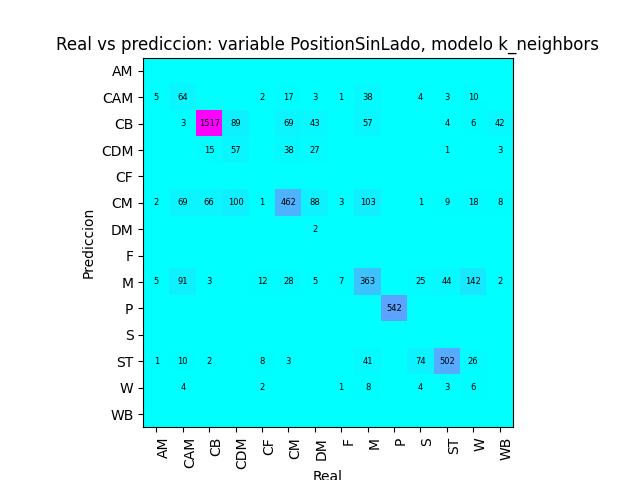 Real vs prediccion: variable PositionSinLado, modelo k_neighbors
AM
CAM 5 64 2 17 3 1 38 4 3 10
CB 3 1517 89 69 43 57 4 6 42
CDM 15 57 38 27 1 3
CF
CM 2 69 66 100 1 462 88 3 103 1 9 18 8
DM 2
F
M 5 91 3 12 28 5 7 363 25 44 142 2
P 542
S
ST 1 10 2 8 3 41 74 502 26
W 4 2 1 8 4 3 6
WB
Prediccion
AM CAM CB CDM CF CM DM F M P S ST W WB
Real